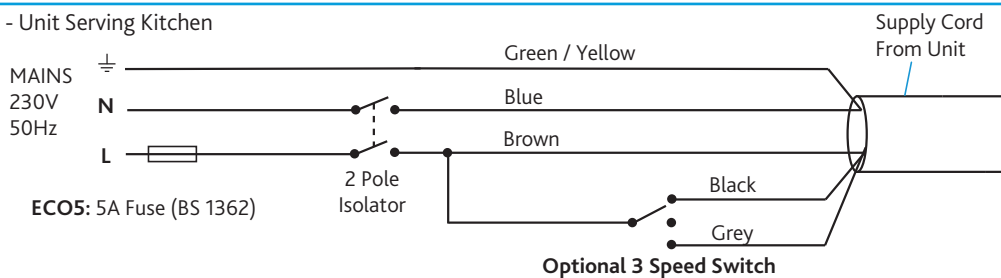 - Unit Serving Kitchen
Supply Cord
From Unit
Green / Yellow
MAINS
230V
50Hz
N
Blue
L
Brown
2 Pole
Isolator
Black
ECO5: 5A Fuse (BS 1362)
Grey
Optional 3 Speed Switch